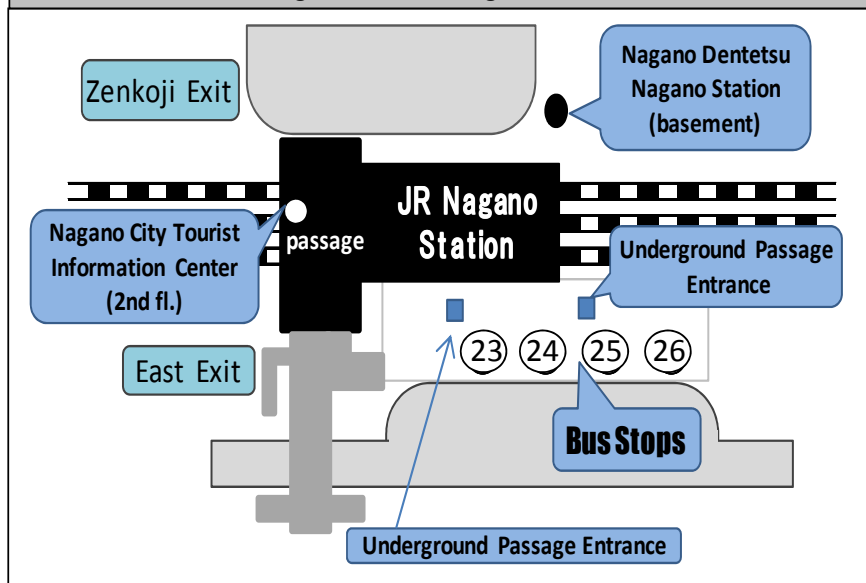 Zenkoji Exit
Nagano Dentetsu
Nagano Station
(basement)
JR Nagano
Station
passage
Nagano City Tourist
Information Center
(2nd fl.)
Underground Passage
Entrance
23 24 25 26
East Exit
Bus Stops
Underground Passage Entrance